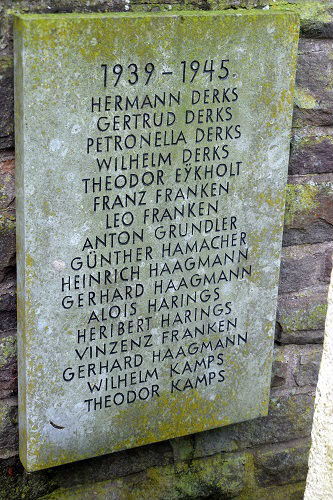 1939 – 1945.
HERMANN DERKS
GERTRUD DERKS
PETRONELLA DERKS
WILHELM DERKS
THEODOR EŸKHOLT
FRANZ FRANKEN
LEO FRANKEN
ANTON GRUNDLER
GÜNTHER HAMACHER
HEINRICH HAAGMANN
GERHARD HAAGMANN
ALOIS HARINGS
HERIBERT HARINGS
VINZENZ FRANKEN
GERHARD HAAGMANN
WILHELM KAMPS
THEODOR KAMPS